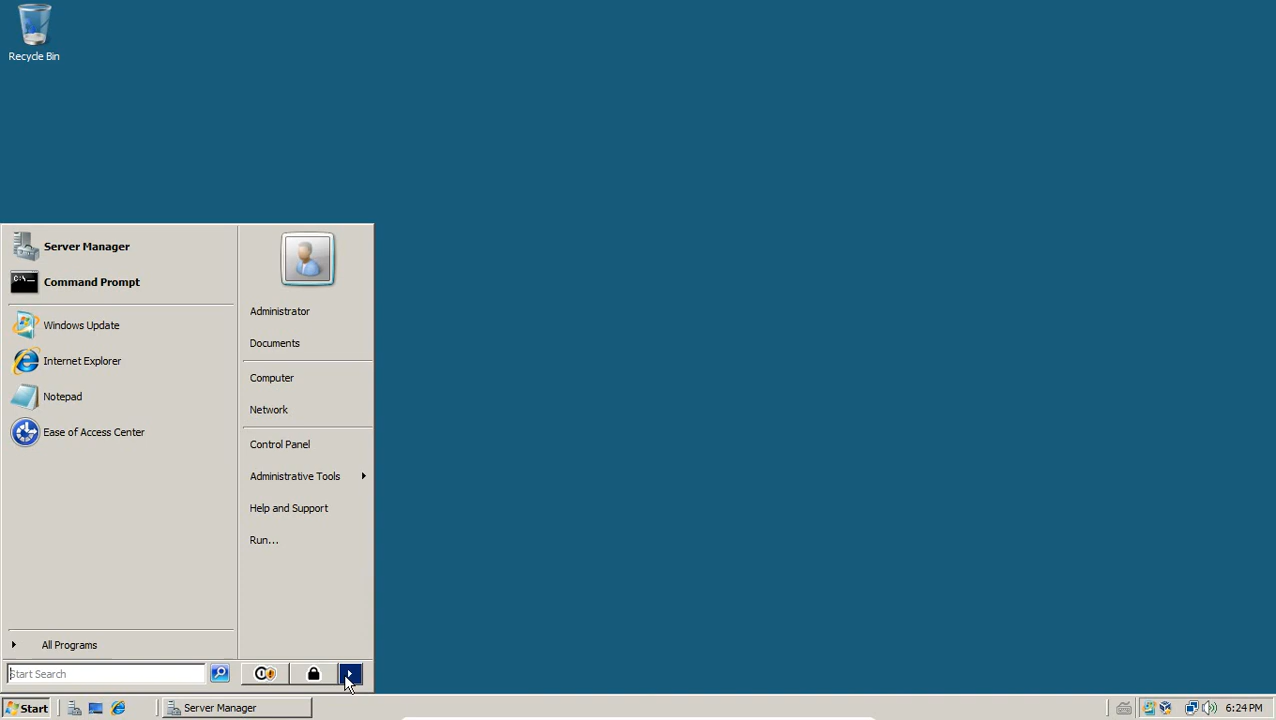 Recycle Bin
Server Manager
Command Prompt
Windows Update
Internet Explorer
Notepad
Ease of Access Center
All Programs
Start Search
Administrator
Documents
Computer
Network
Control Panel
Administrative Tools
Help and Support
Run...
Start
Server Manager
6:24 PM